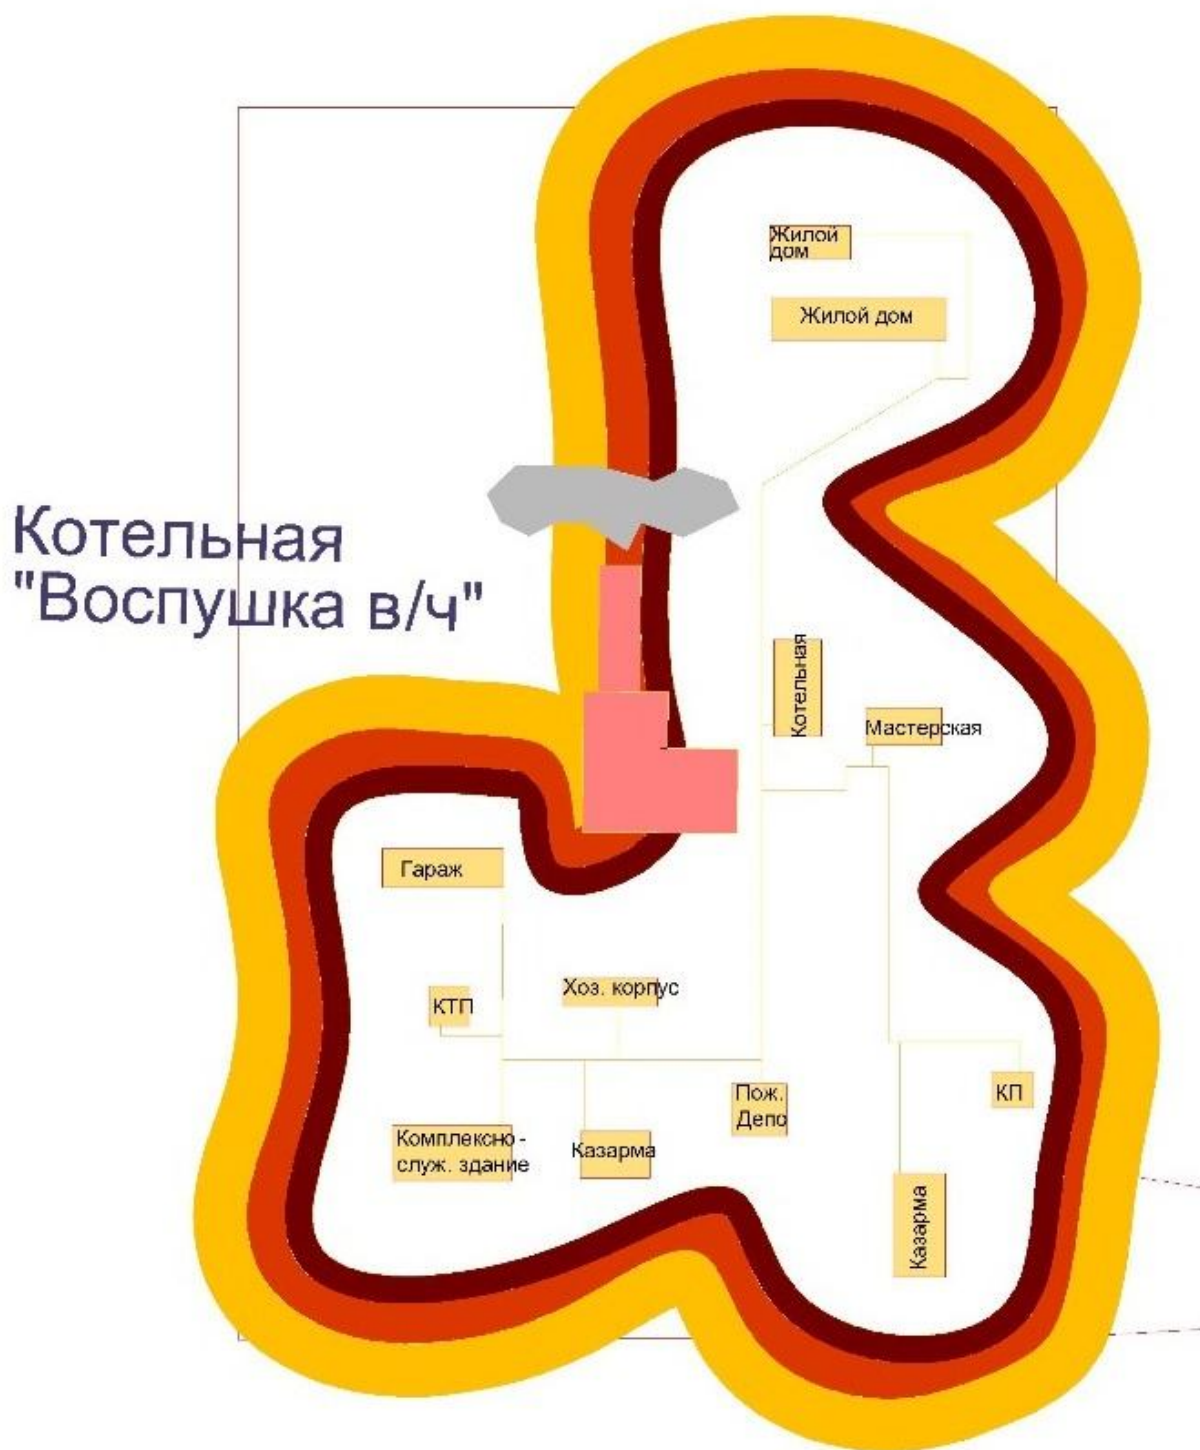 Жилой
дом
Жилой дом
Котельная
"Воспушка в/ч"
Котельная
Мастерская
Гараж
Хоз. корпус
КТП
Пож.
Депо
КП
Комплексно-
служ. здание
Казарма
Казарма